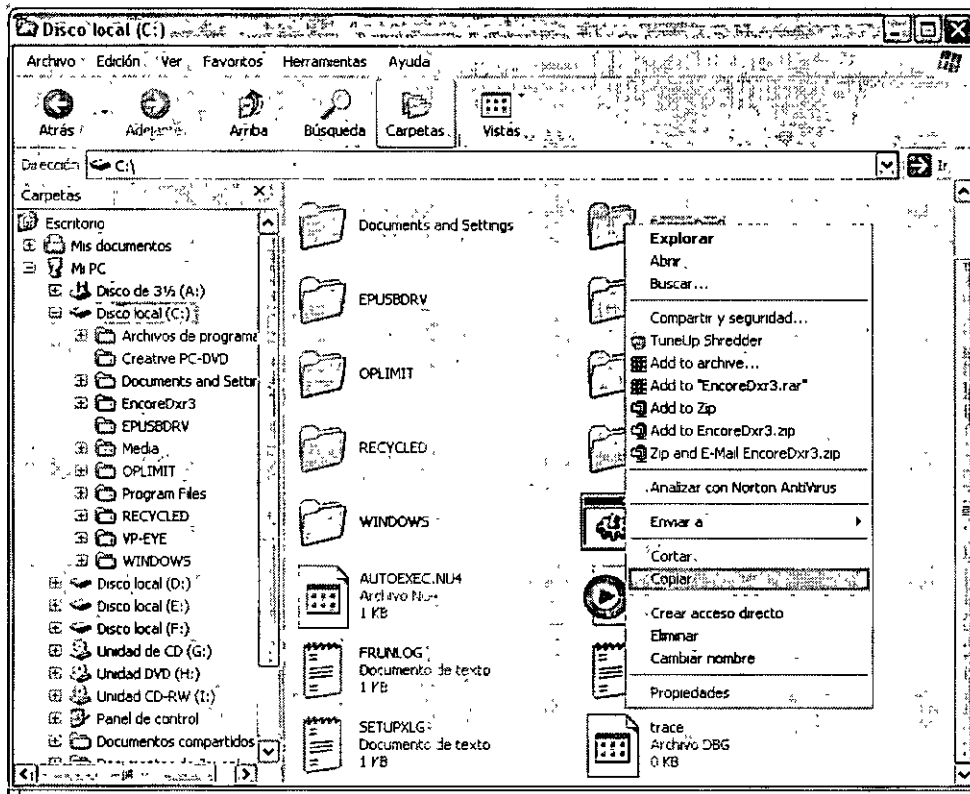 Disco local (C:)
Archivo Edición Ver Favoritos Herramientas Ayuda
Atrás Adelante Arriba Búsqueda Carpetas Vistas
Dirección C:\ Ir
Carpetas
Escritorio
Mis documentos
Mi PC
Disco de 3½ (A:)
Disco local (C:)
Archivos de programa
Creative PC-DVD
Documents and Settir
EncoreDxr3
EPUSBDRV
Media
OPLIMIT
Program Files
RECYCLED
VP-EYE
WINDOWS
Disco local (D:)
Disco local (E:)
Disco local (F:)
Unidad de CD (G:)
Unidad DVD (H:)
Unidad CD-RW (I:)
Panel de control
Documentos compartidos
Documents and Settings
EPUSBDRV
OPLIMIT
RECYCLED
WINDOWS
AUTOEXEC.NU4
Archivo NU4
1 KB
FRUNLOG
Documento de texto
1 KB
SETUPXLG
Documento de texto
1 KB
Explorar
Abrir
Buscar...
Compartir y seguridad...
TuneUp Shredder
Add to archive...
Add to "EncoreDxr3.rar"
Add to Zip
Add to EncoreDxr3.zip
Zip and E-Mail EncoreDxr3.zip
Analizar con Norton AntiVirus
Enviar a
Cortar
Copiar
Crear acceso directo
Eliminar
Cambiar nombre
Propiedades
trace
Archivo DBG
0 KB